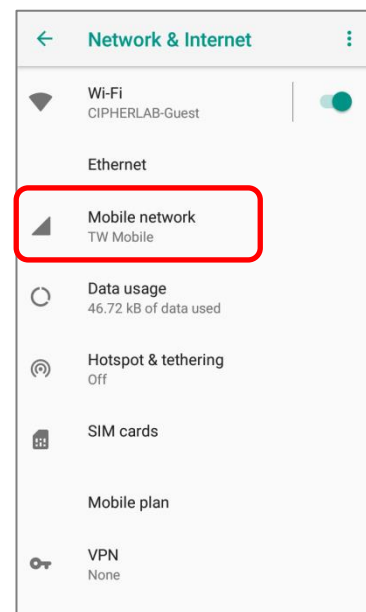 Network & Internet
Wi-Fi
CIPHERLAB-Guest
Ethernet
Mobile network
TW Mobile
Data usage
46.72 kB of data used
Hotspot & tethering
Off
SIM cards
Mobile plan
VPN
None